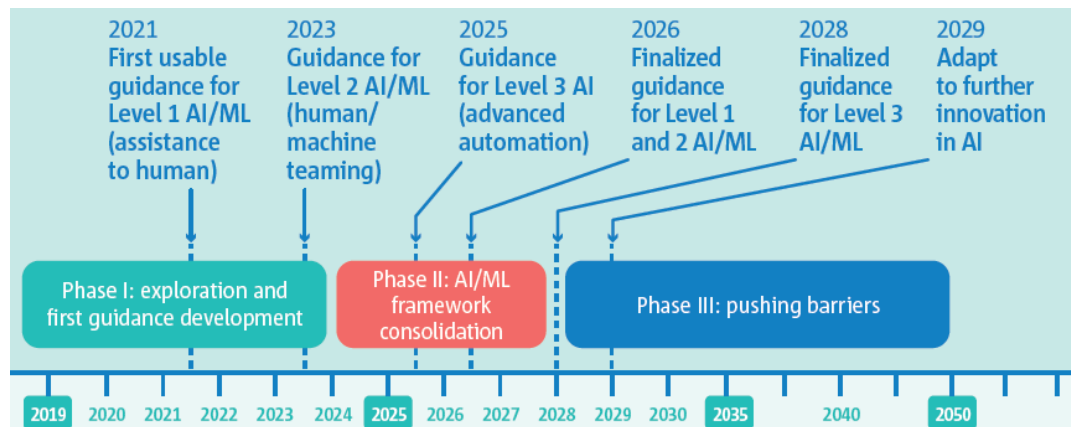 2021
First usable
guidance for
Level 1 AI/ML
(assistance
to human)
2023
Guidance for
Level 2 AI/ML
(human/
machine
teaming)
2025
Guidance
for Level 3 AI
(advanced
automation)
2026
Finalized
guidance
for Level 1
and 2 AI/ML
2028
Finalized
guidance
for Level 3
AI/ML
2029
Adapt
to further
innovation
in AI
Phase I: exploration and
first guidance development
Phase II: AI/ML
framework
consolidation
Phase III: pushing barriers
2019 2020 2021 2022 2023 2024 2025 2026 2027 2028 2029 2030 2035 2040 2050